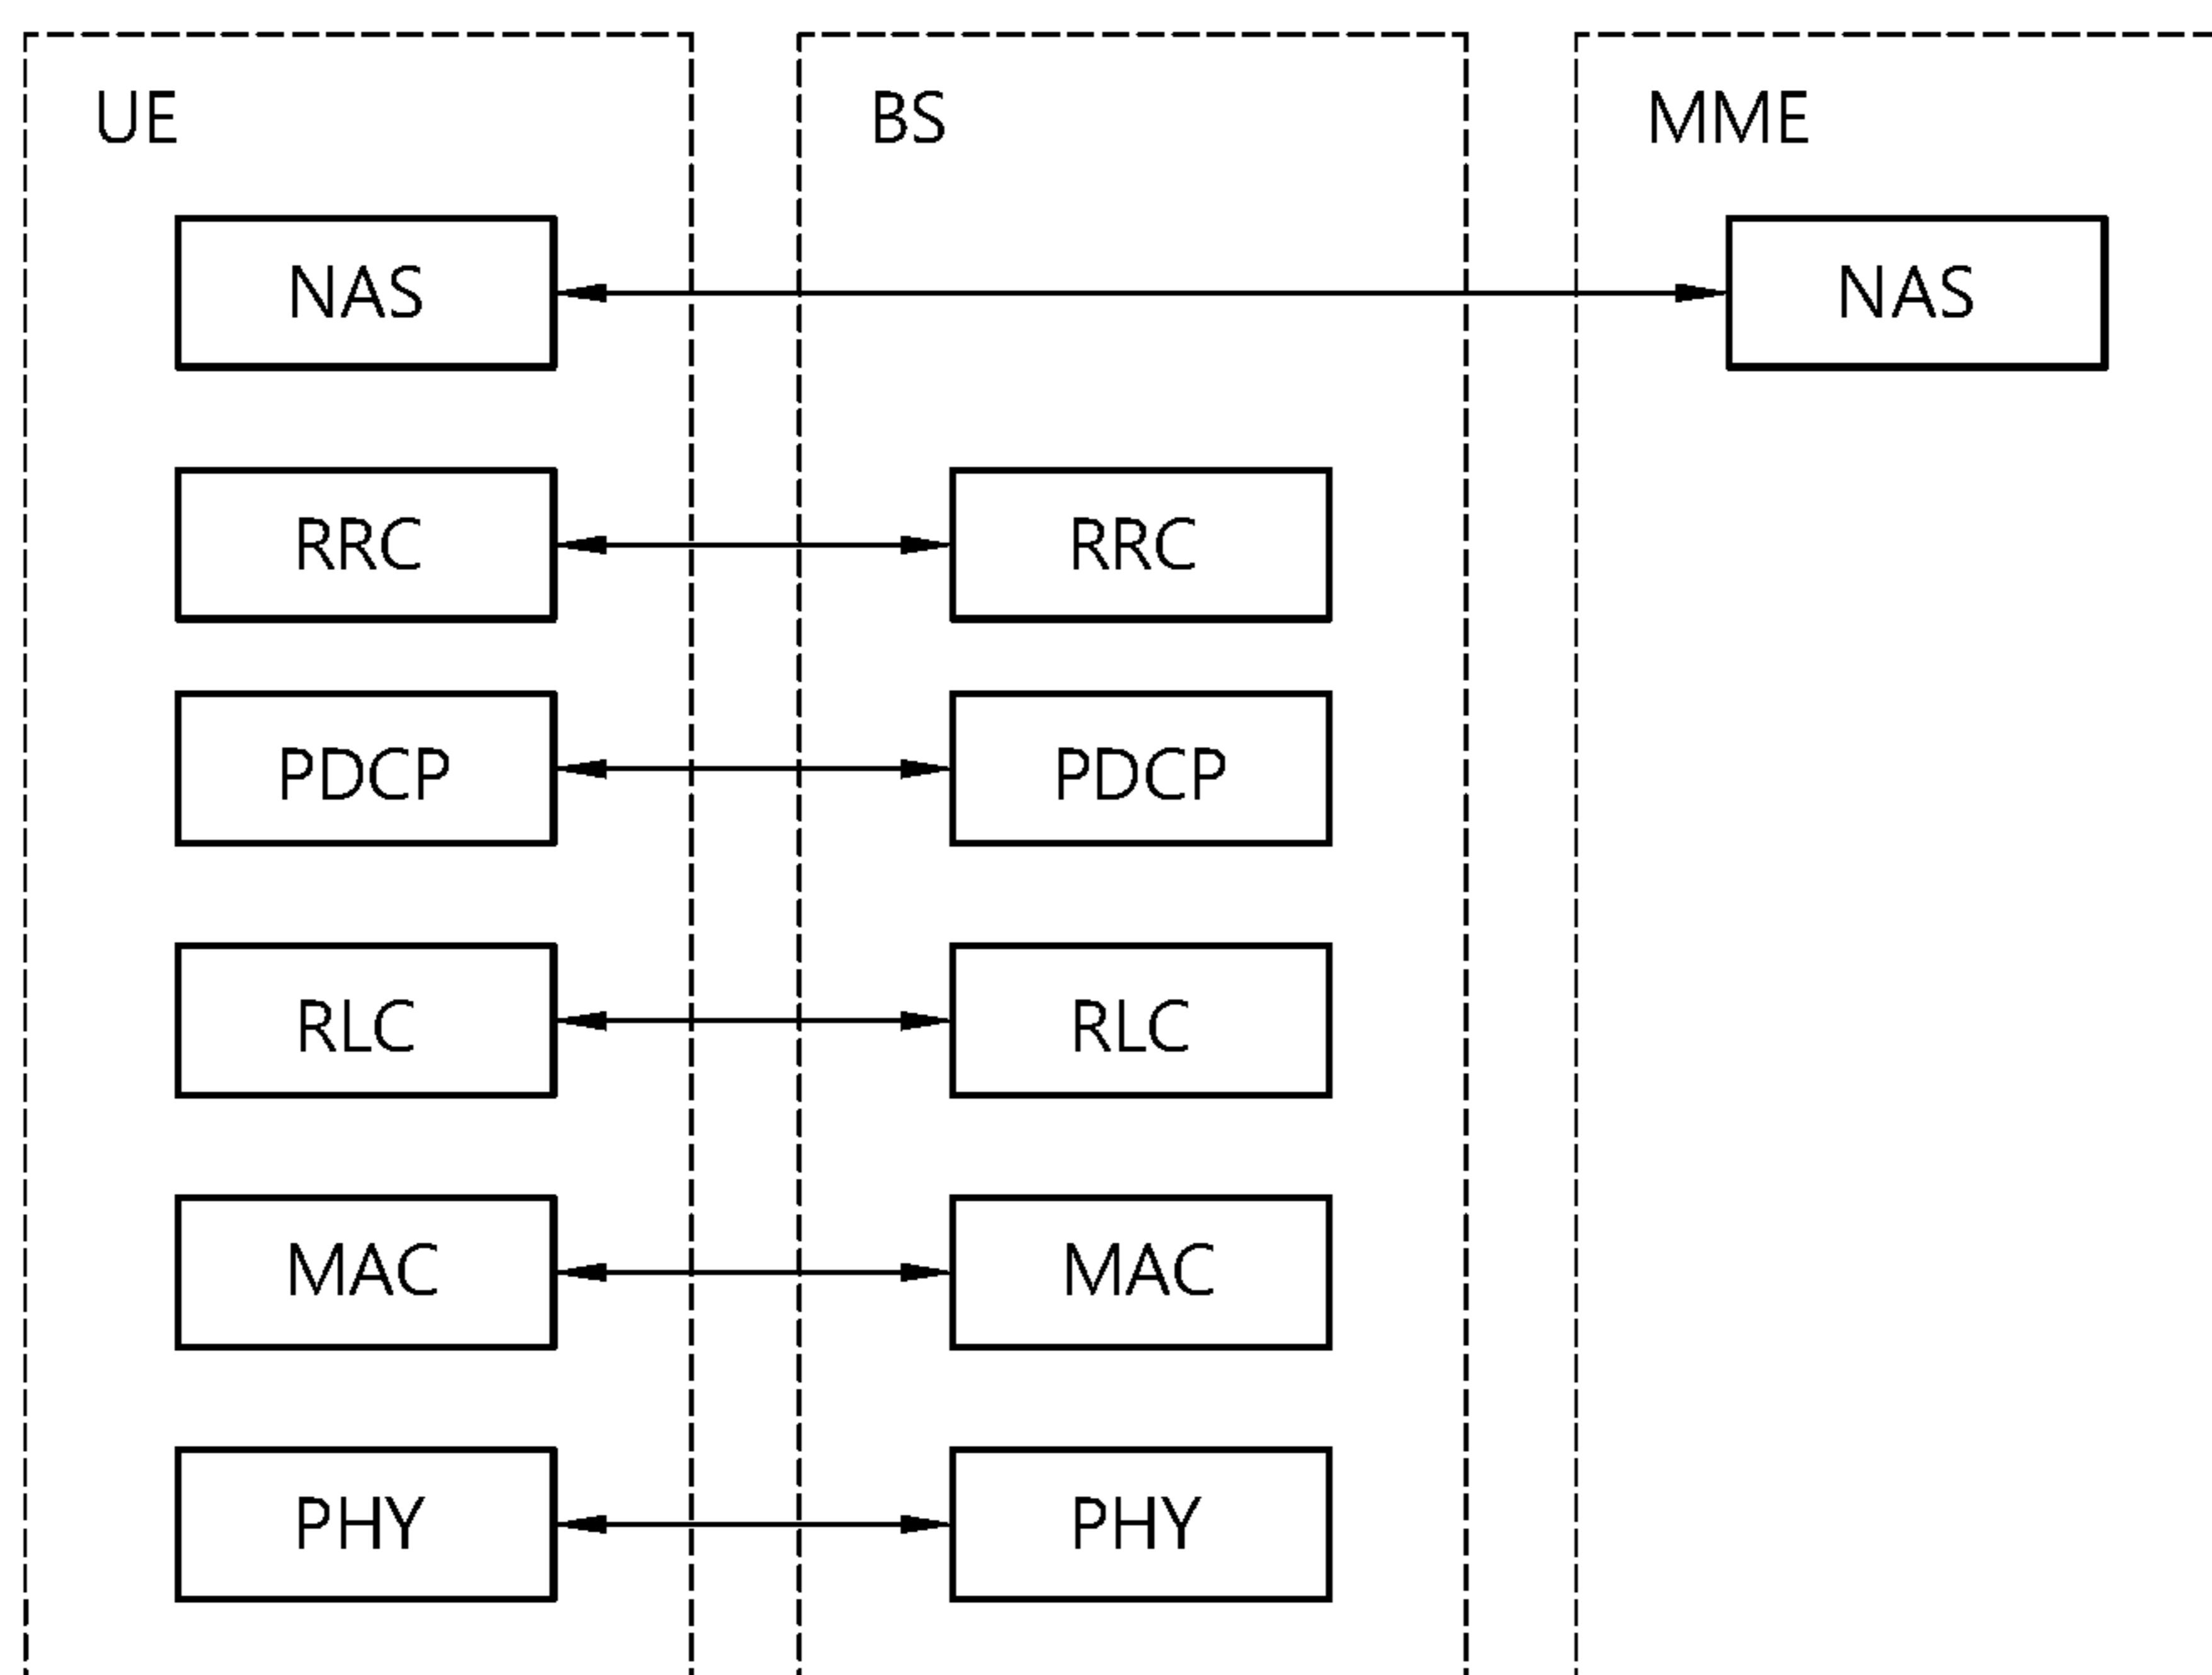 UE
BS
MME
NAS
NAS
RRC
RRC
PDCP
PDCP
RLC
RLC
MAC
MAC
PHY
PHY